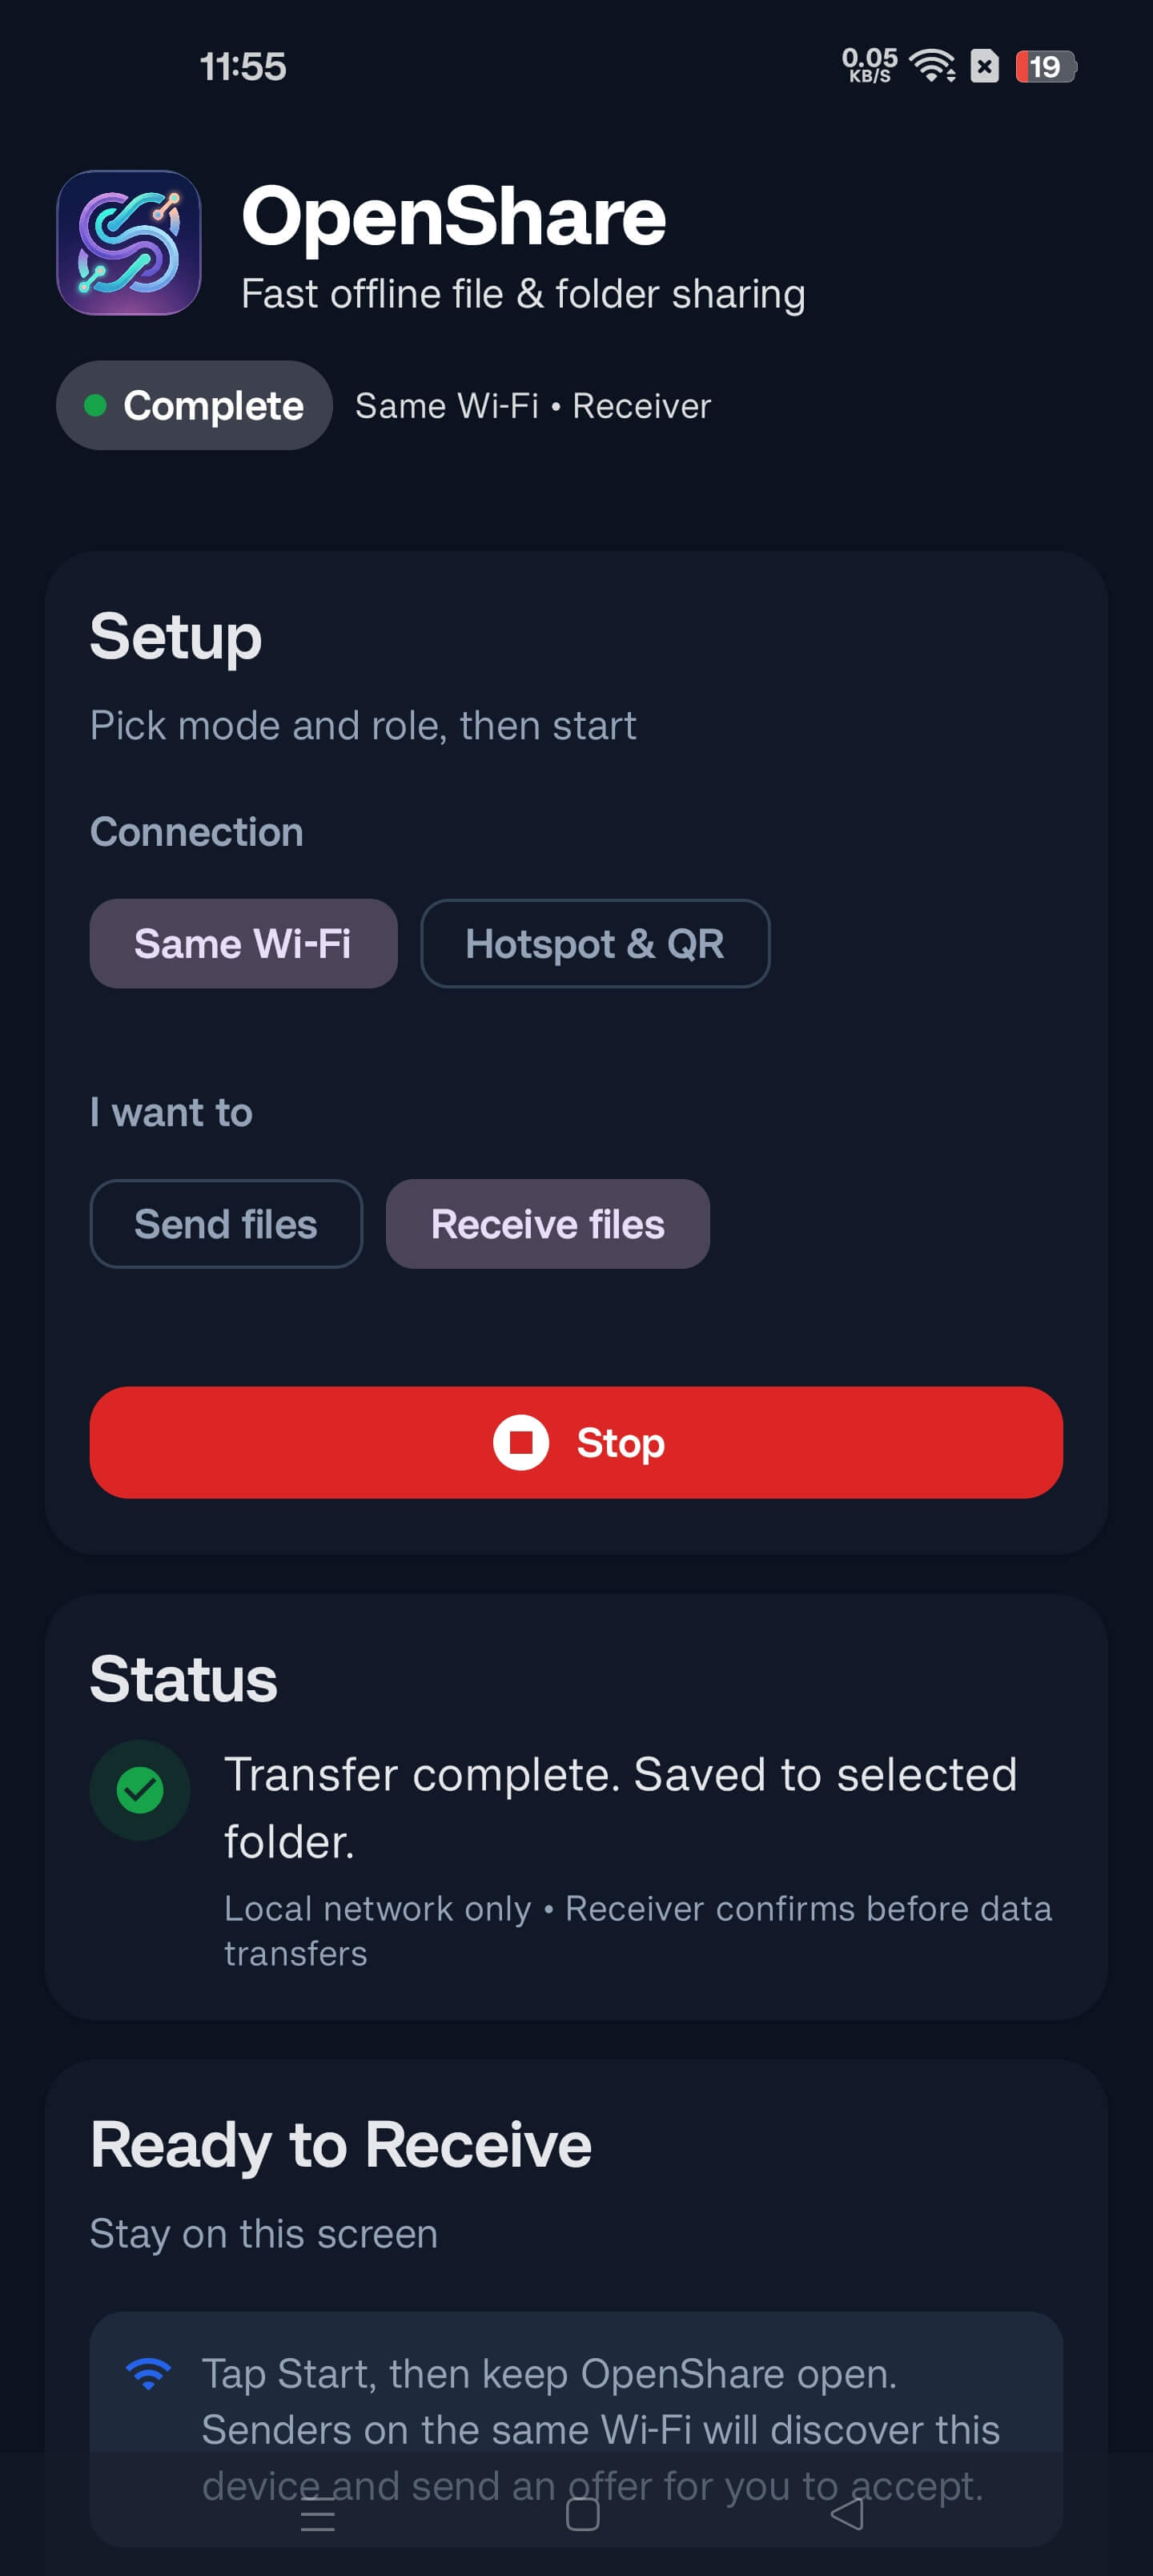 11:55
0.05
KB/S
19
OpenShare
Fast offline file & folder sharing
Complete
Same Wi-Fi • Receiver
Setup
Pick mode and role, then start
Connection
Same Wi-Fi
Hotspot & QR
I want to
Send files
Receive files
Stop
Status
Transfer complete. Saved to selected
folder.
Local network only • Receiver confirms before data
transfers
Ready to Receive
Stay on this screen
Tap Start, then keep OpenShare open.
Senders on the same Wi-Fi will discover this
device and send an offer for you to accept.